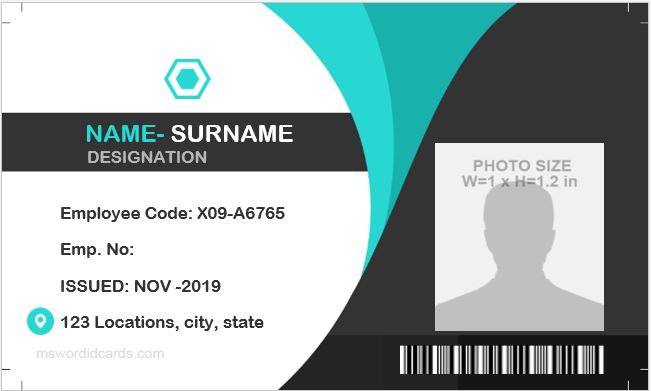 NAME- SURNAME
DESIGNATION
PHOTO SIZE
W=1 x H=1.2 in
Employee Code: X09-A6765
Emp. No:
ISSUED: NOV -2019
123 Locations, city, state
mswordidcards.com